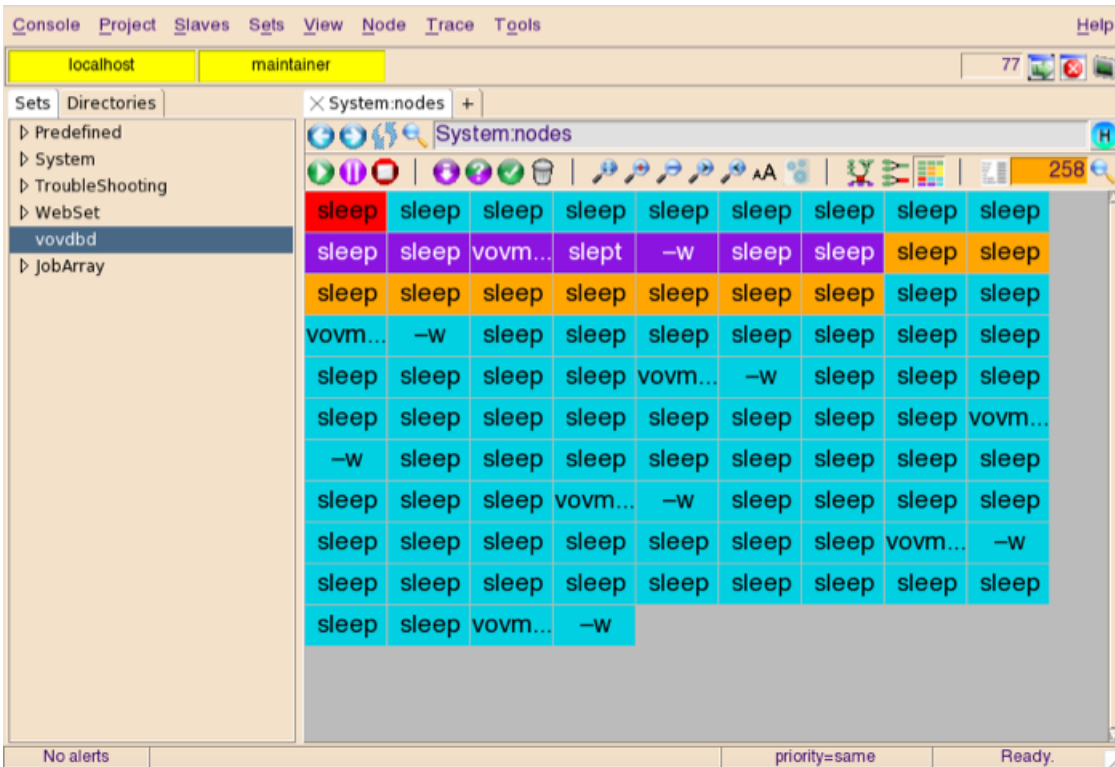 Console Project Slaves Sets View Node Trace Tools Help
localhost maintainer 77
Sets Directories System:nodes +
Predefined
System
TroubleShooting
WebSet
vovdbd
JobArray
System:nodes H
AA 258
sleep sleep sleep sleep sleep sleep sleep sleep sleep
sleep sleep vovm... slept –w sleep sleep sleep sleep
sleep sleep sleep sleep sleep sleep sleep sleep sleep
vovm... –w sleep sleep sleep sleep sleep sleep sleep
sleep sleep sleep sleep vovm... –w sleep sleep sleep
sleep sleep sleep sleep sleep sleep sleep sleep vovm...
–w sleep sleep sleep sleep sleep sleep sleep sleep
sleep sleep sleep vovm... –w sleep sleep sleep sleep
sleep sleep sleep sleep sleep sleep sleep vovm... –w
sleep sleep sleep sleep sleep sleep sleep sleep sleep
sleep sleep vovm... –w
No alerts priority=same Ready.